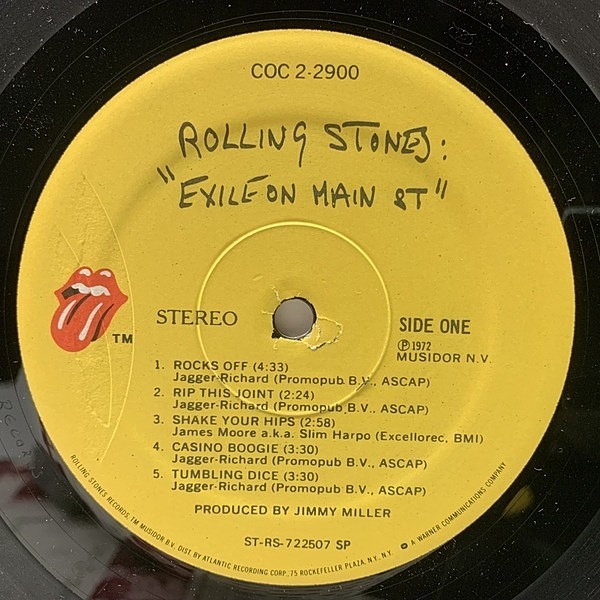 COC 2-2900
ROLLING STONES:
"EXILE ON MAIN ST"
TM
STEREO
SIDE ONE
Ⓟ 1972
MUSIDOR N.V.
1. ROCKS OFF (4:33)
Jagger-Richard (Promopub B.V., ASCAP)
2. RIP THIS JOINT (2:24)
Jagger-Richard (Promopub B.V., ASCAP)
3. SHAKE YOUR HIPS (2:58)
James Moore a.k.a. Slim Harpo (Excellorec, BMI)
4. CASINO BOOGIE (3:30)
Jagger-Richard (Promopub B.V., ASCAP)
5. TUMBLING DICE (3:30)
Jagger-Richard (Promopub B.V., ASCAP)
PRODUCED BY JIMMY MILLER
ST-RS-722507 SP
ROLLING STONES RECORDS, TM MUSIDOR B.V. DIST. BY ATLANTIC RECORDING CORP., 75 ROCKEFELLER PLAZA, N.Y., N.Y. A WARNER COMMUNICATIONS COMPANY